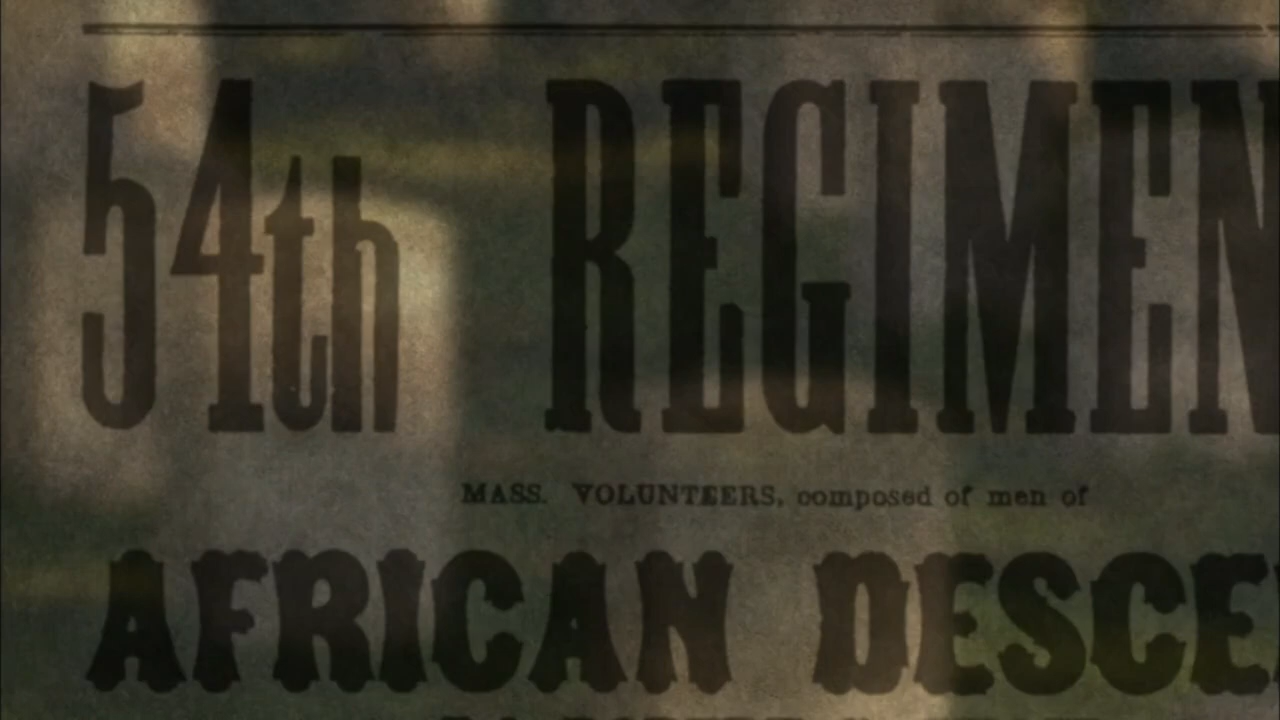 54th REGIMEN
MASS. VOLUNTEERS, composed of men of
AFRICAN DESCE